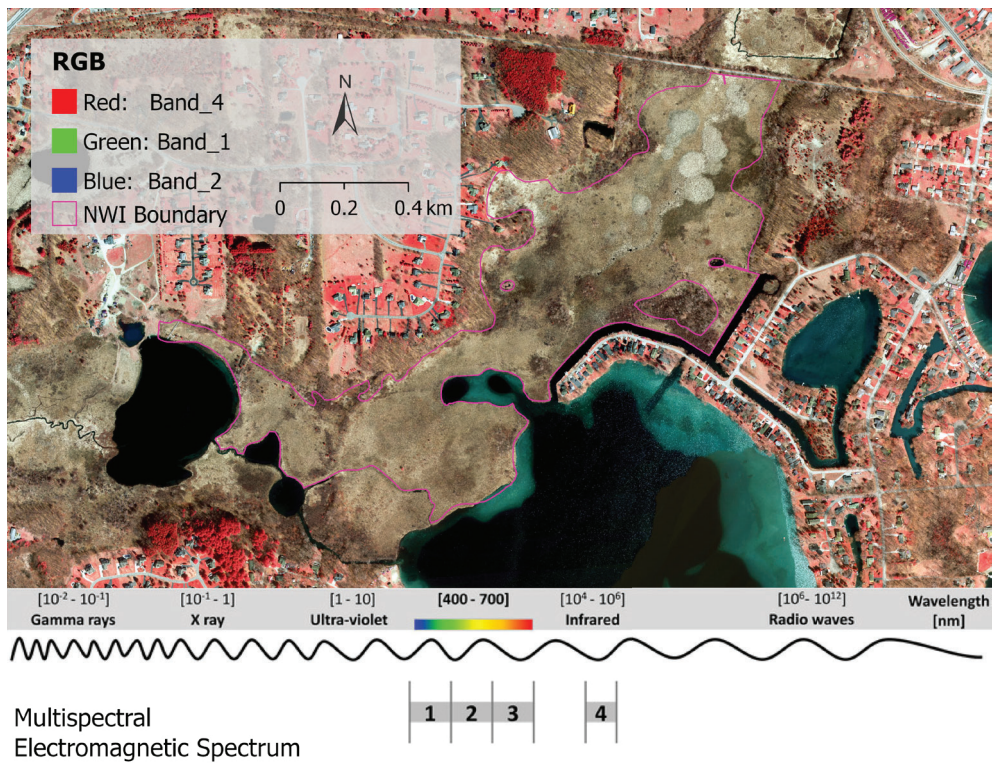 RGB
Red: Band_4
Green: Band_1
Blue: Band_2
NWI Boundary
N
0 0.2 0.4 km
[10⁻² - 10⁻¹] [10⁻¹ - 1] [1 - 10] [400 - 700] [10⁴ - 10⁶] [10⁶ - 10¹²] Wavelength
Gamma rays X ray Ultra-violet Infrared Radio waves [nm]
1 2 3 4
Multispectral
Electromagnetic Spectrum